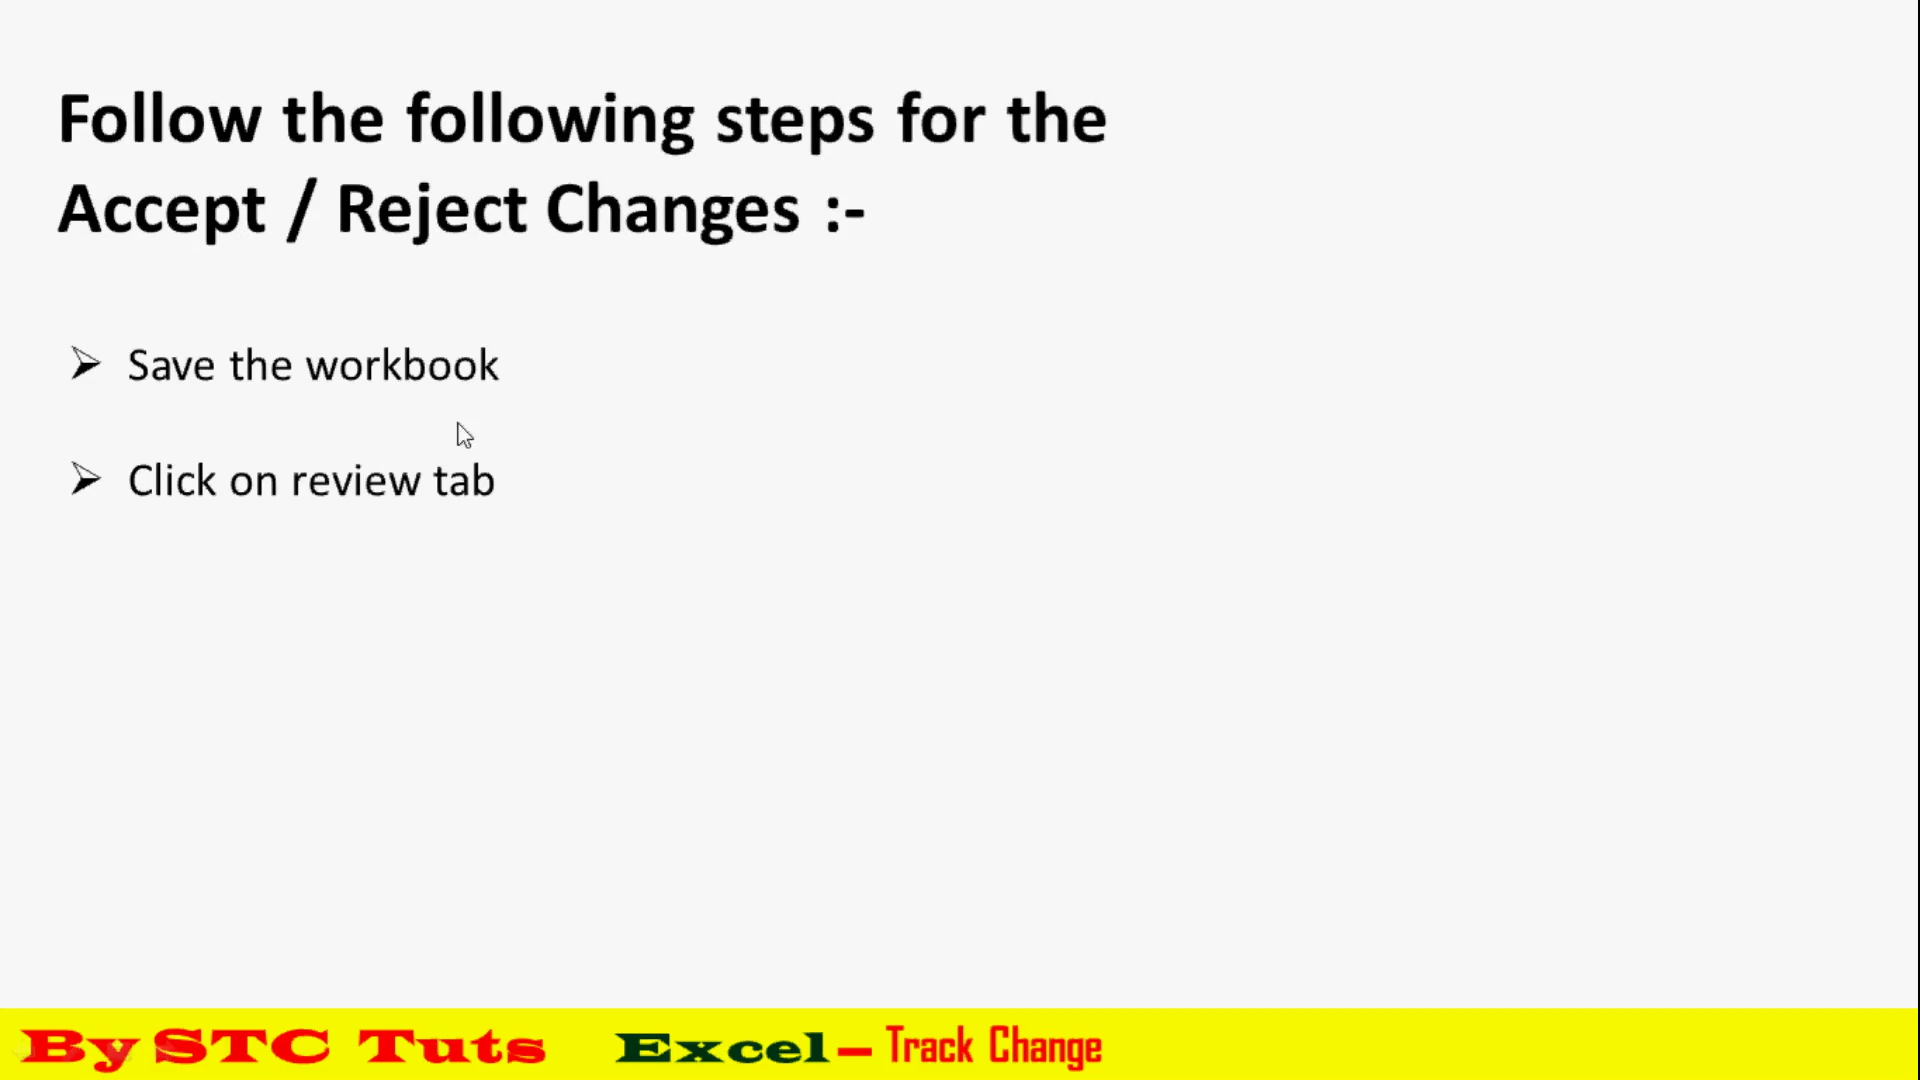 Follow the following steps for the
Accept / Reject Changes :-
Save the workbook
Click on review tab
By STC Tuts Excel – Track Change